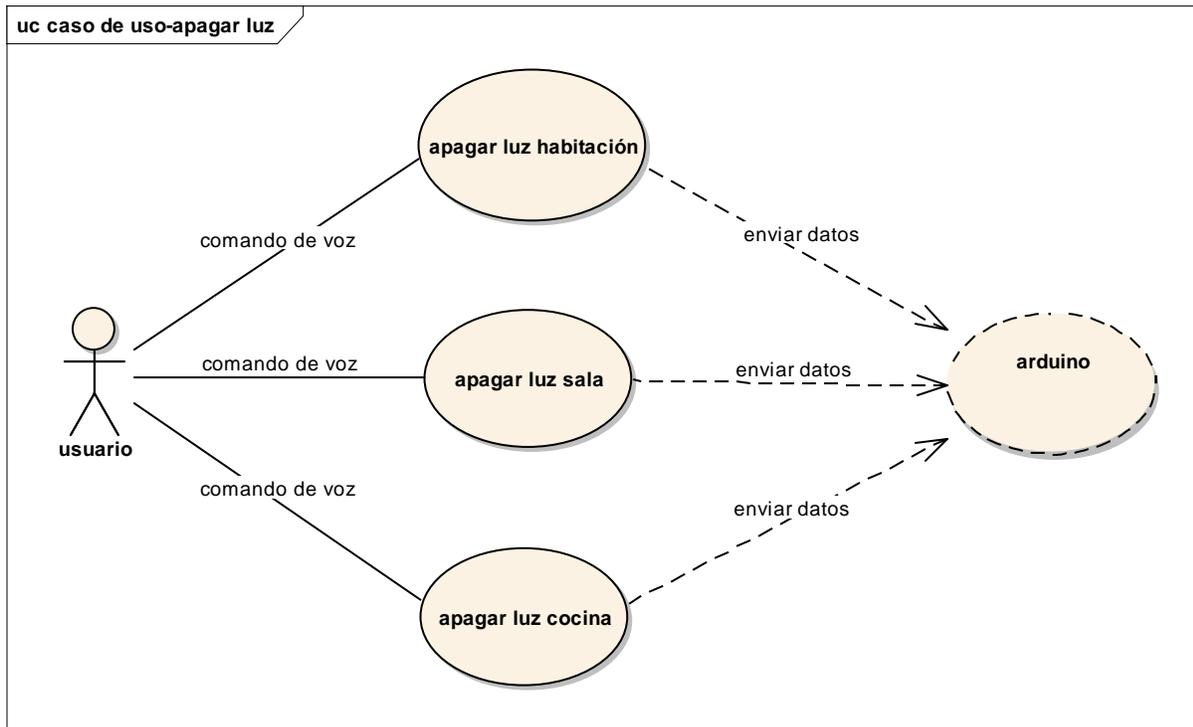 uc caso de uso-apagar luz
apagar luz habitación
comando de voz
enviar datos
comando de voz
apagar luz sala
enviar datos
arduino
usuario
comando de voz
enviar datos
apagar luz cocina